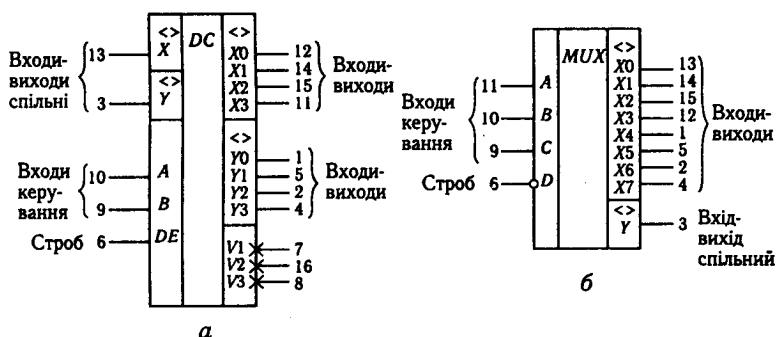 <> DC <>
Входи-
виходи
спільні
13 X
<>
3 Y
X0 12
X1 14
X2 15
X3 11
Входи-
виходи
<>
Y0 1
Y1 5
Y2 2
Y3 4
Входи-
виходи
Входи
керу-
вання
10 A
9 B
Строб 6 DE
V1 7
V2 16
V3 8
а
MUX <>
Входи
керування
11 A
10 B
9 C
Строб 6 D
X0 13
X1 14
X2 15
X3 12
X4 1
X5 5
X6 2
X7 4
Входи-
виходи
<>
Y 3
Вхід-
вихід
спільний
б